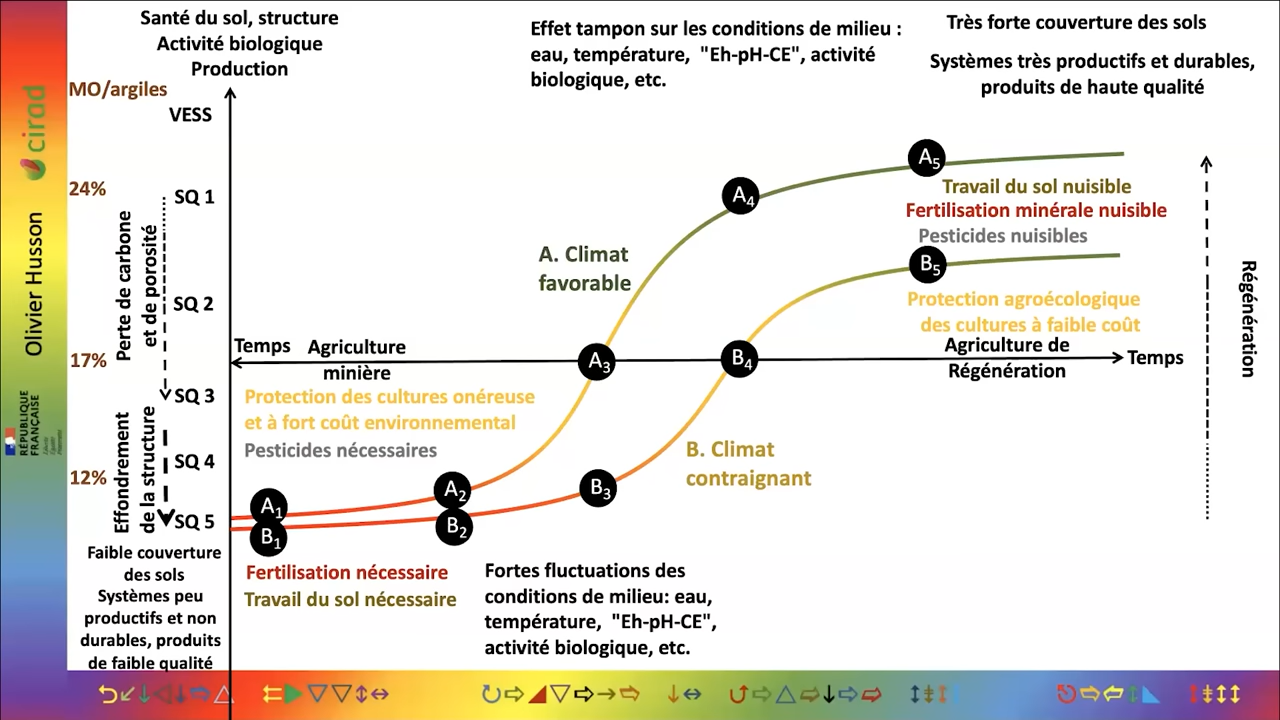 Santé du sol, structure
Activité biologique
Production
Effet tampon sur les conditions de milieu :
eau, température, "Eh-pH-CE", activité
biologique, etc.
Très forte couverture des sols
Systèmes très productifs et durables,
produits de haute qualité
cirad
Olivier Husson
RÉPUBLIQUE
FRANÇAISE
Liberté
Égalité
Fraternité
MO/argiles
24%
17%
12%
VESS
SQ 1
SQ 2
SQ 3
SQ 4
SQ 5
Perte de carbone
et de porosité
Effondrement
de la structure
Temps
Agriculture
minière
Protection des cultures onéreuse
et à fort coût environnemental
Pesticides nécessaires
A. Climat
favorable
B. Climat
contraignant
A1
B1
A2
B2
A3
B3
A4
B4
A5
B5
Travail du sol nuisible
Fertilisation minérale nuisible
Pesticides nuisibles
Protection agroécologique
des cultures à faible coût
Agriculture de
Régénération
Temps
Régénération
Faible couverture
des sols
Systèmes peu
productifs et non
durables, produits
de faible qualité
Fertilisation nécessaire
Travail du sol nécessaire
Fortes fluctuations des
conditions de milieu: eau,
température, "Eh-pH-CE",
activité biologique, etc.